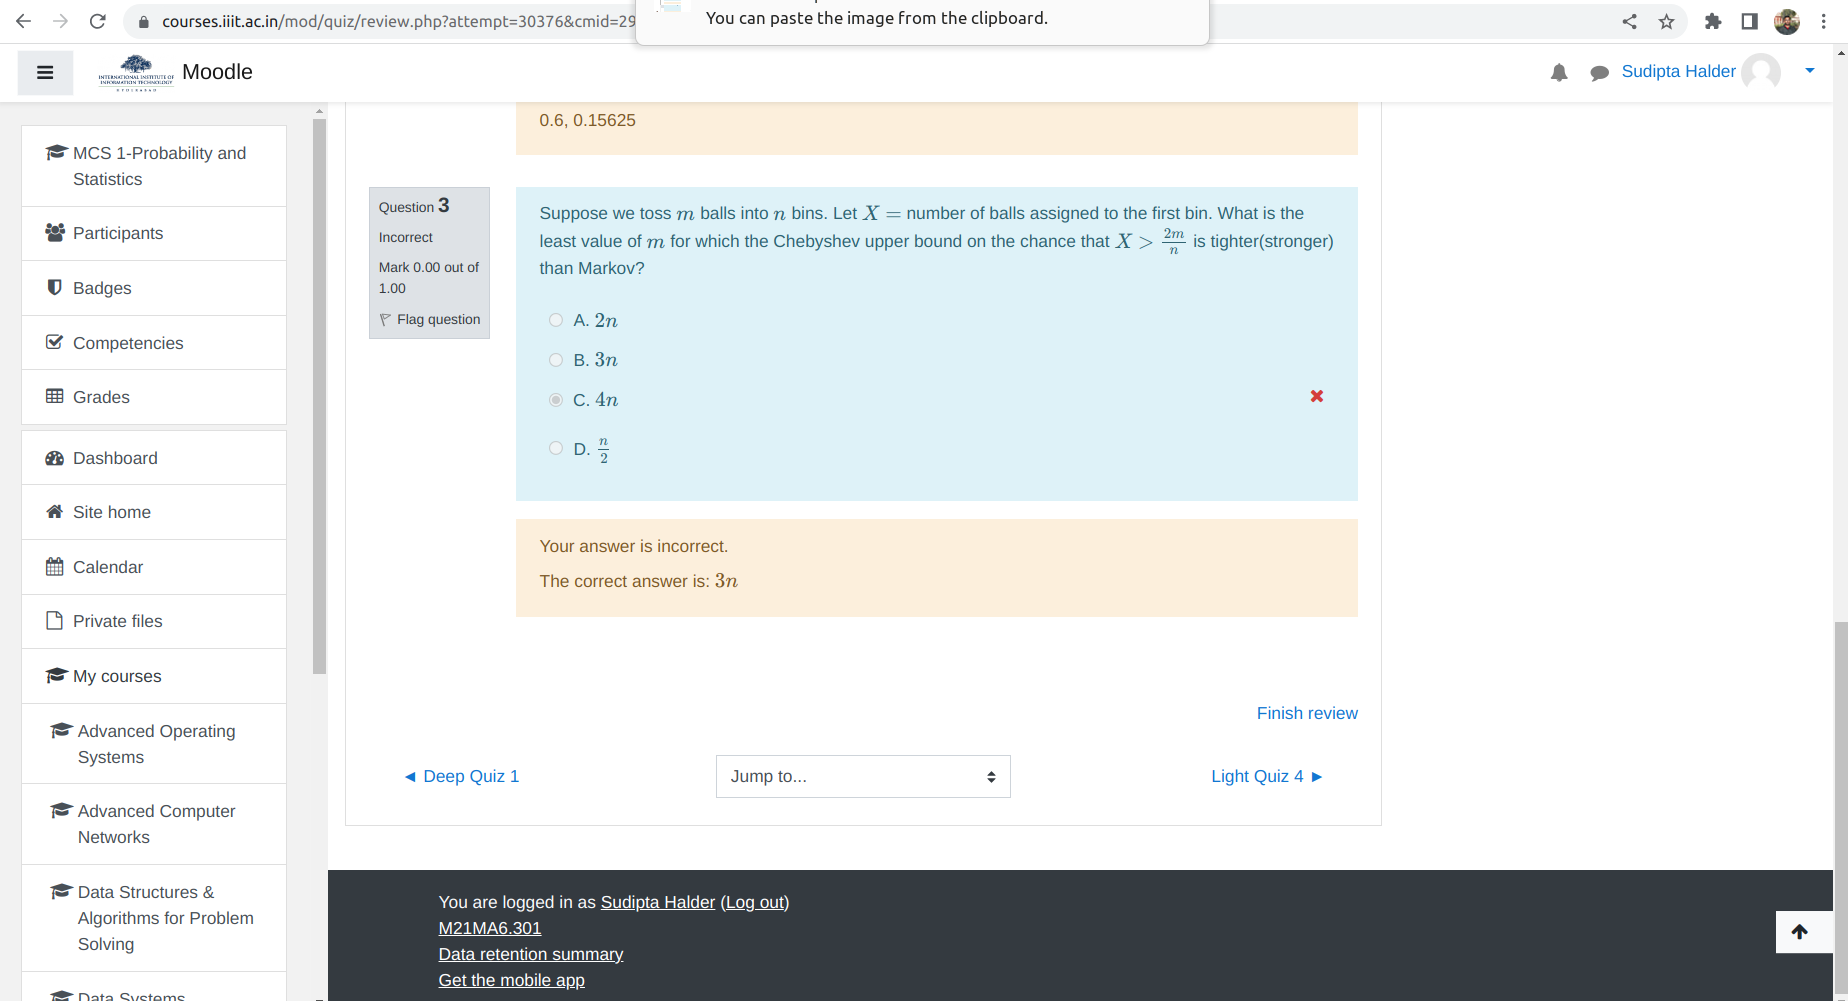 courses.iiit.ac.in/mod/quiz/review.php?attempt=30376&cmid=29
You can paste the image from the clipboard.
INTERNATIONAL INSTITUTE OF
INFORMATION TECHNOLOGY
HYDERABAD
Moodle
Sudipta Halder
MCS 1-Probability and
Statistics
Participants
Badges
Competencies
Grades
Dashboard
Site home
Calendar
Private files
My courses
Advanced Operating
Systems
Advanced Computer
Networks
Data Structures &
Algorithms for Problem
Solving
Data Systems
0.6, 0.15625
Question 3
Incorrect
Mark 0.00 out of
1.00
Flag question
Suppose we toss m balls into n bins. Let X = number of balls assigned to the first bin. What is the
least value of m for which the Chebyshev upper bound on the chance that X > 2m/n is tighter(stronger)
than Markov?
A. 2n
B. 3n
C. 4n
D. n/2
Your answer is incorrect.
The correct answer is: 3n
Finish review
◄ Deep Quiz 1
Jump to...
Light Quiz 4 ►
You are logged in as Sudipta Halder (Log out)
M21MA6.301
Data retention summary
Get the mobile app